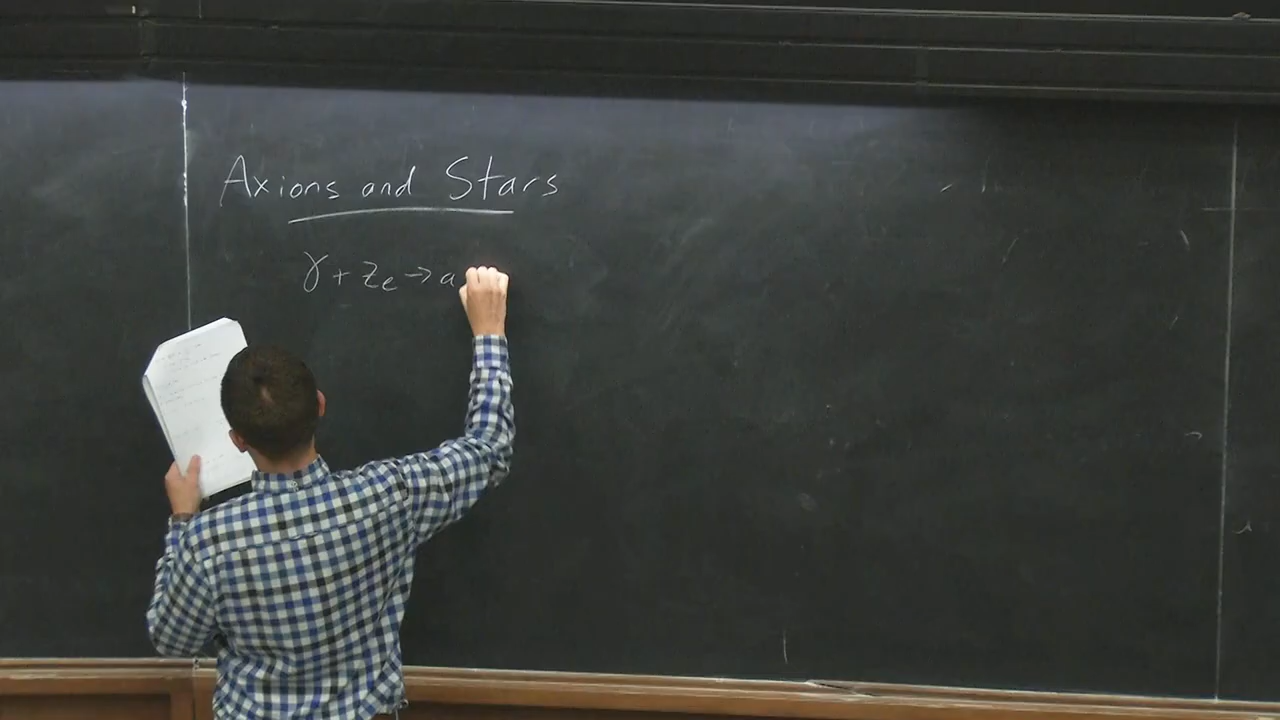 Axions and Stars
γ + Ze → a